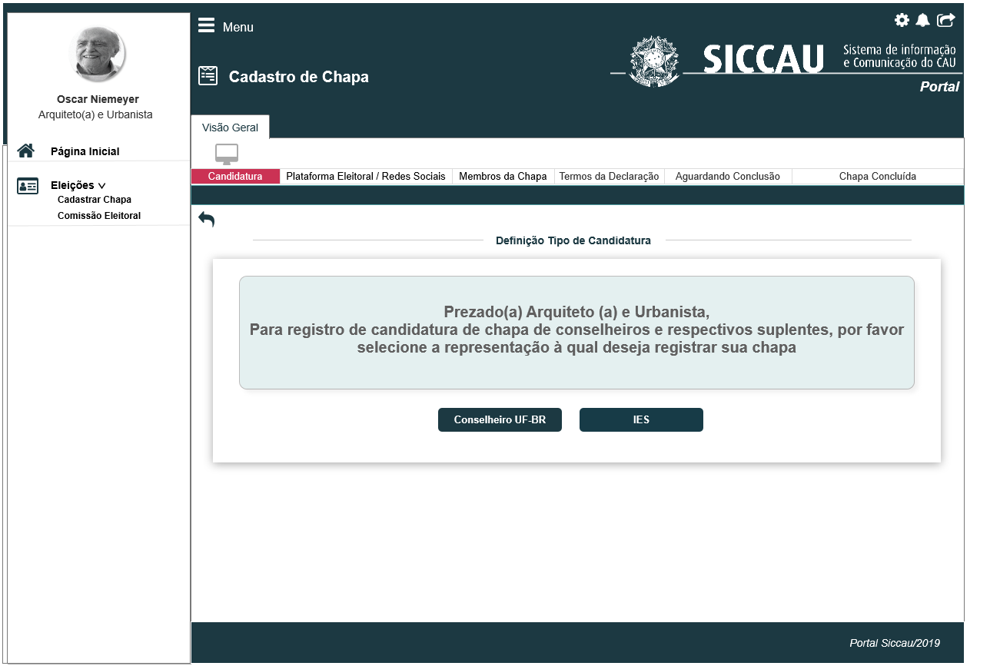 Menu
Cadastro de Chapa
SICCAU
Sistema de informação
e Comunicação do CAU
Portal
Oscar Niemeyer
Arquiteto(a) e Urbanista
Página Inicial
Eleições
Cadastrar Chapa
Comissão Eleitoral
Visão Geral
Candidatura Plataforma Eleitoral / Redes Sociais Membros da Chapa Termos da Declaração Aguardando Conclusão Chapa Concluída
Definição Tipo de Candidatura
Prezado(a) Arquiteto (a) e Urbanista,
Para registro de candidatura de chapa de conselheiros e respectivos suplentes, por favor
selecione a representação à qual deseja registrar sua chapa
Conselheiro UF-BR IES
Portal Siccau/2019